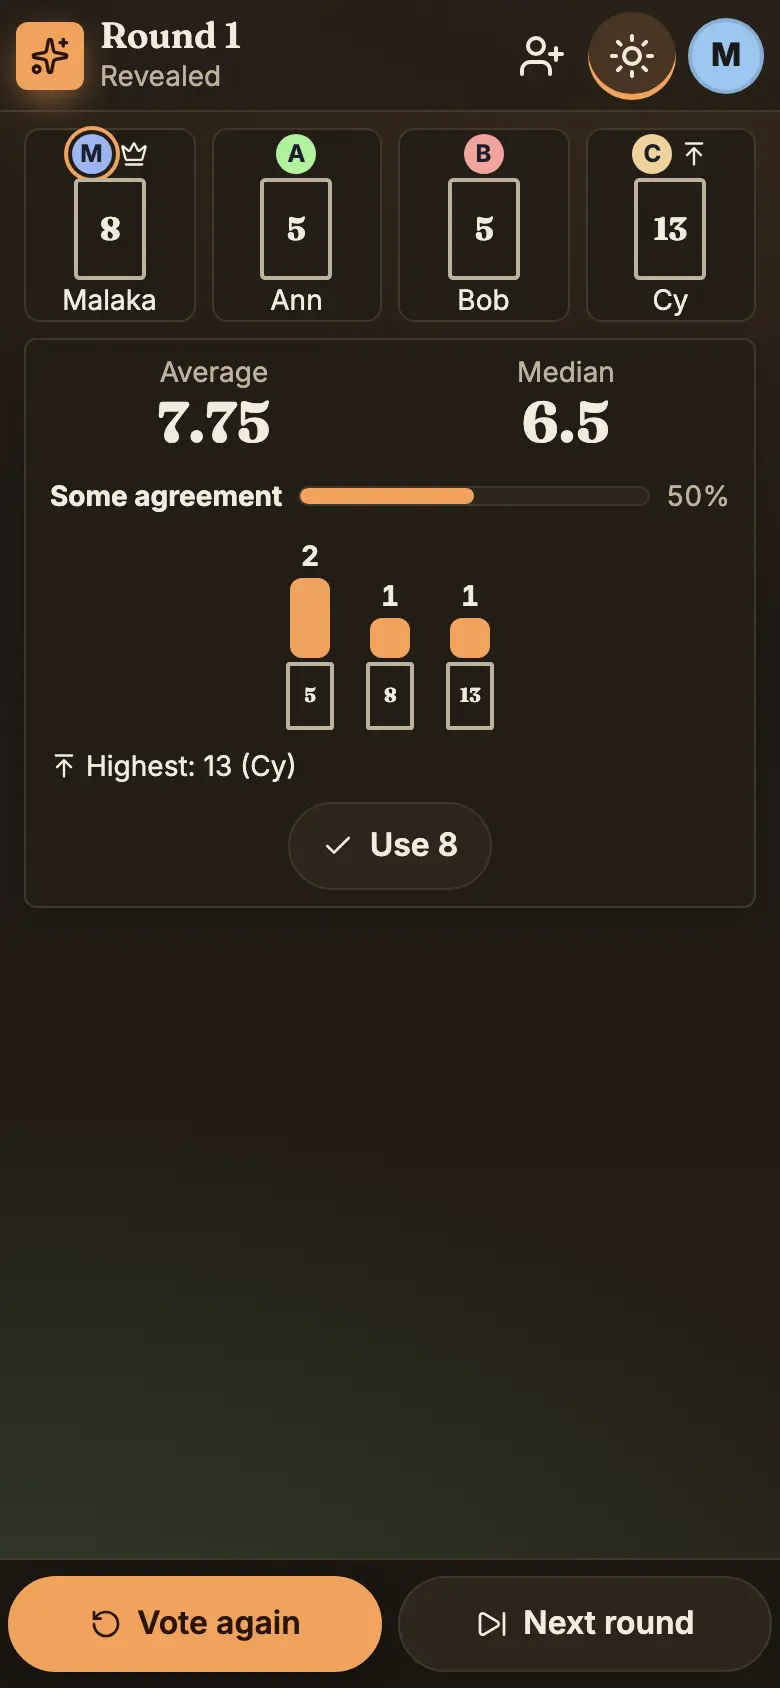 Round 1
Revealed
M
M
A
B
C
8
5
5
13
Malaka
Ann
Bob
Cy
Average
Median
7.75
6.5
Some agreement
50%
2
1
1
5
8
13
Highest: 13 (Cy)
Use 8
Vote again
Next round